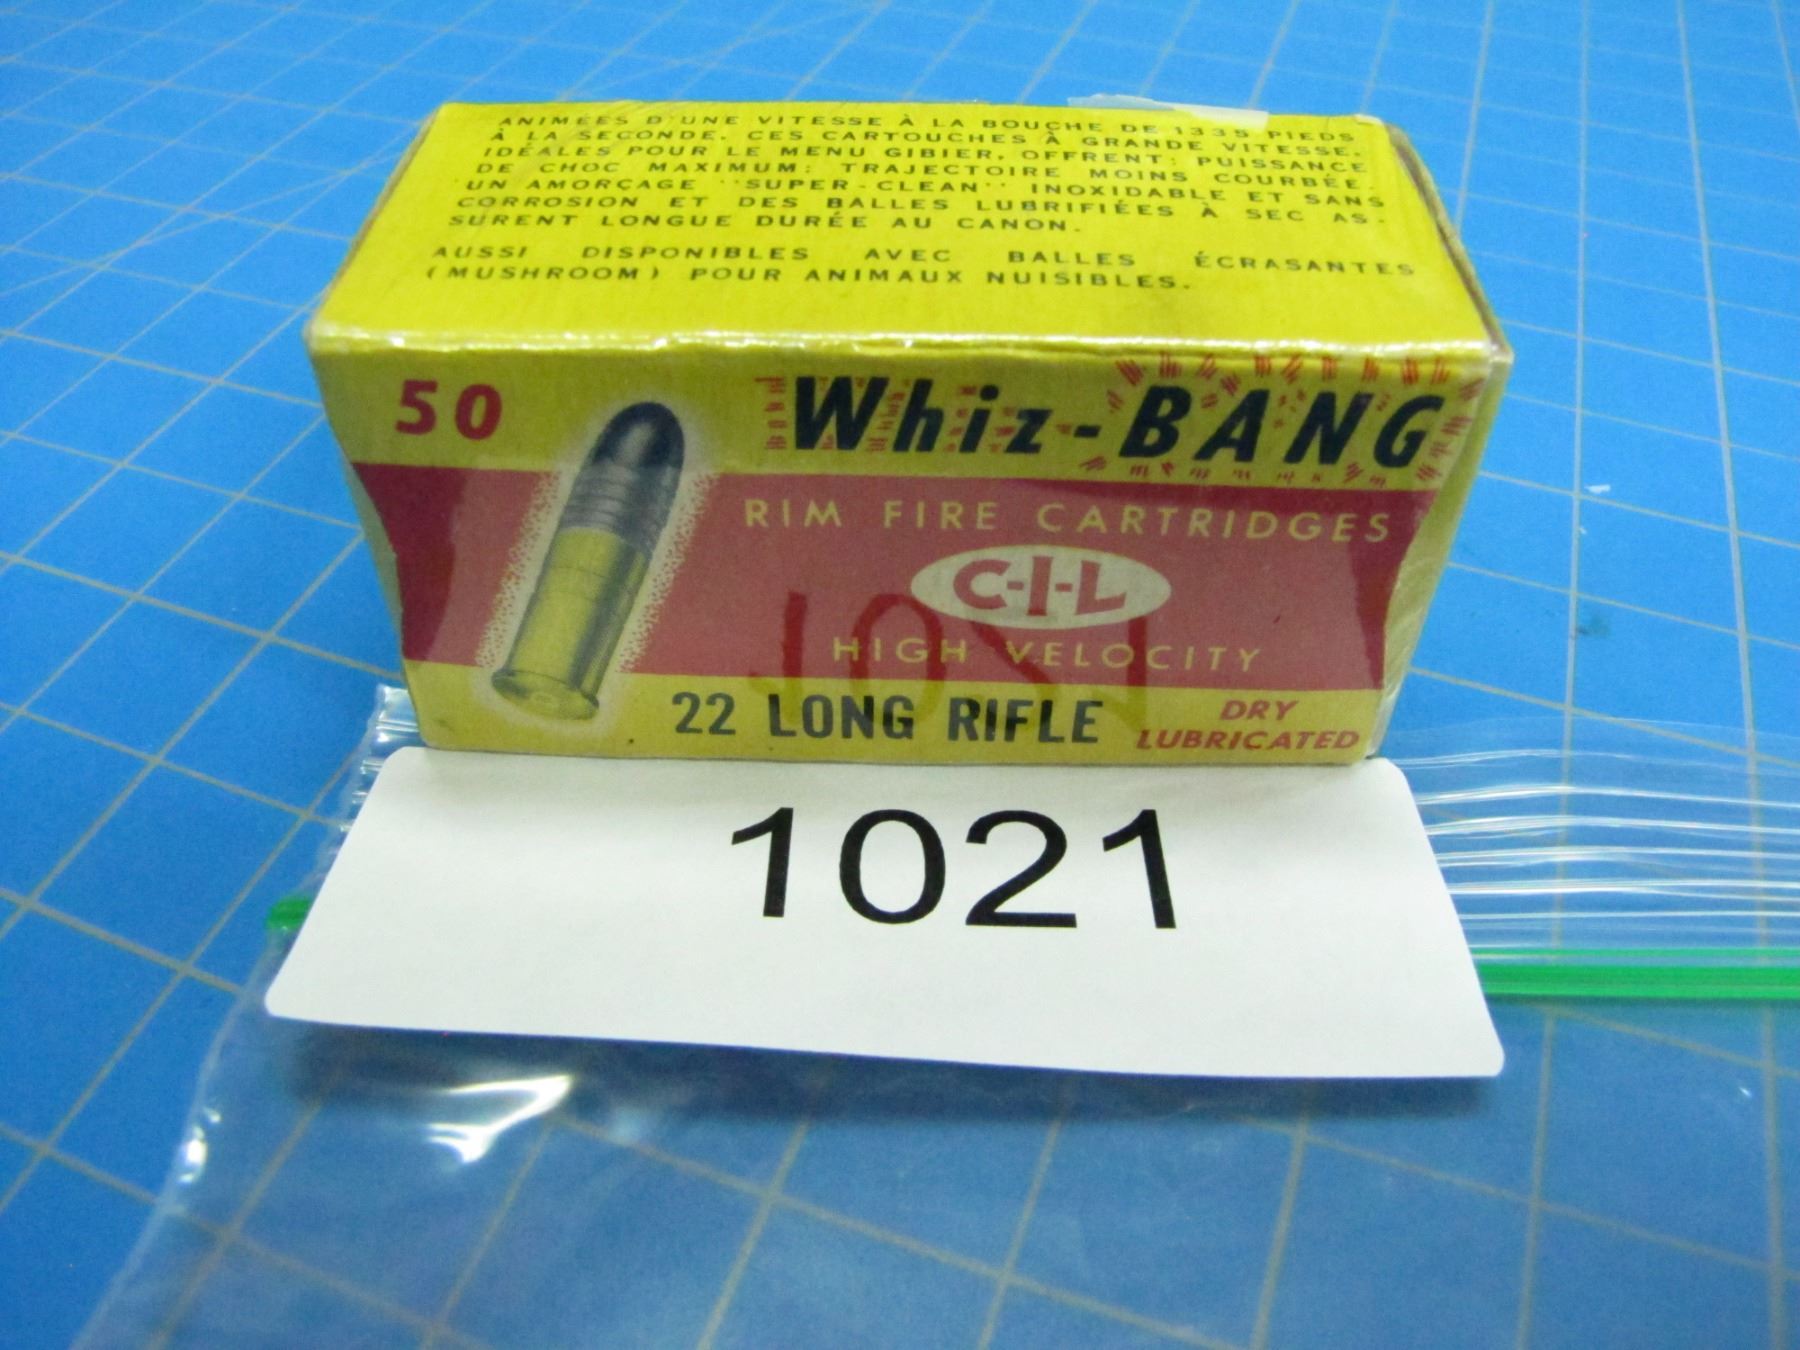 ANIMÉES D'UNE VITESSE À LA BOUCHE DE 1335 PIEDS
À LA SECONDE, CES CARTOUCHES À GRANDE VITESSE,
IDÉALES POUR LE MENU GIBIER, OFFRENT: PUISSANCE
DE CHOC MAXIMUM; TRAJECTOIRE MOINS COURBÉE,
UN AMORÇAGE "SUPER-CLEAN" INOXIDABLE ET SANS
CORROSION ET DES BALLES LUBRIFIÉES À SEC AS-
SURENT LONGUE DURÉE AU CANON.
AUSSI DISPONIBLES AVEC BALLES ÉCRASANTES
(MUSHROOM) POUR ANIMAUX NUISIBLES.
50
Whiz-BANG
RIM FIRE CARTRIDGES
C-I-L
HIGH VELOCITY
22 LONG RIFLE
DRY
LUBRICATED
1021